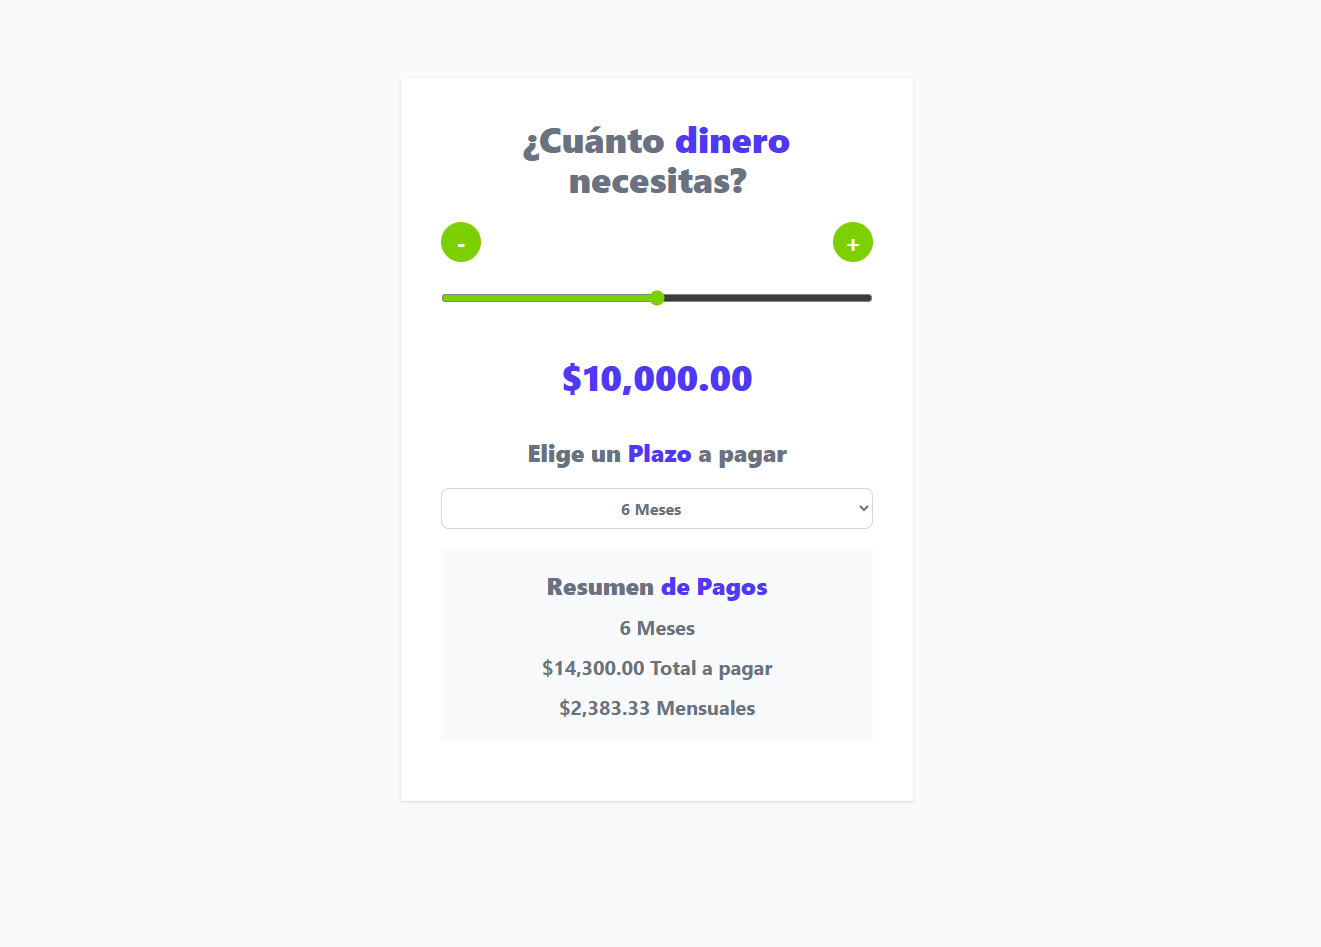 ¿Cuánto dinero
necesitas?
- +
$10,000.00
Elige un Plazo a pagar
6 Meses
Resumen de Pagos
6 Meses
$14,300.00 Total a pagar
$2,383.33 Mensuales